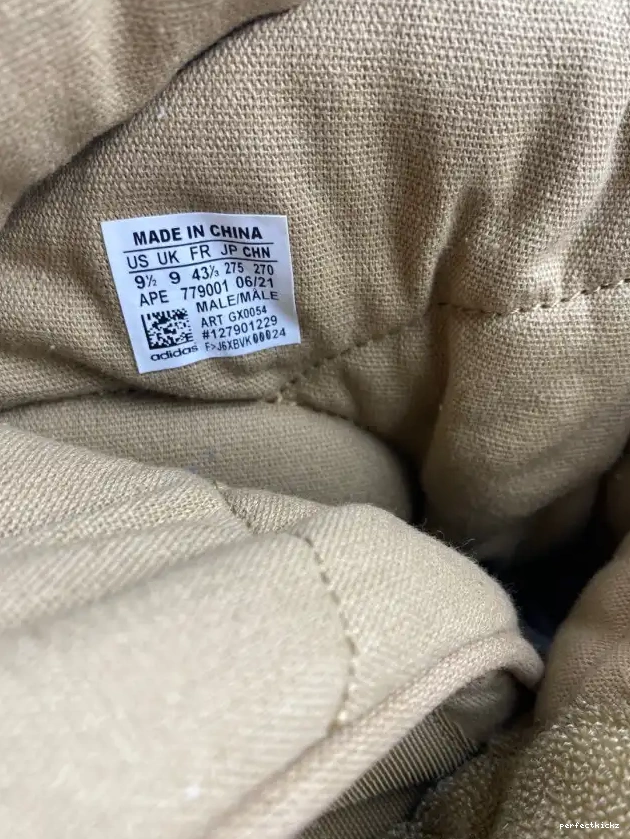 MADE IN CHINA
US UK FR JP CHN
9½ 9 43⅓ 275 270
APE 779001 06/21
MALE/MÂLE
ART GX0054
#127901229
adidas F>J6XBVK00024
perfectkickz